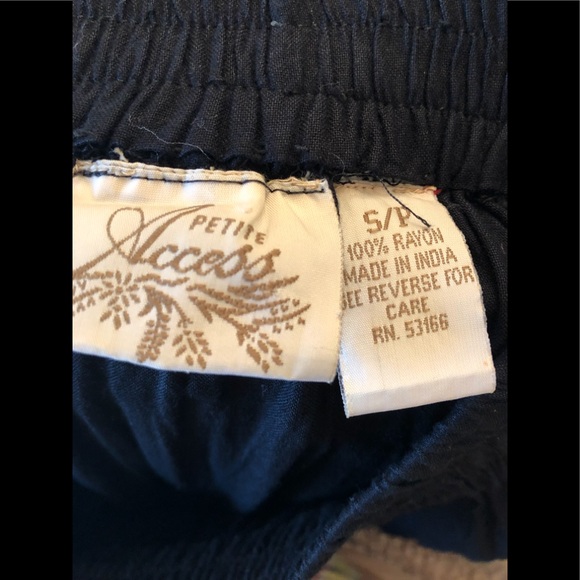 PETITE
Access
S/P
100% RAYON
MADE IN INDIA
SEE REVERSE FOR
CARE
RN. 53166